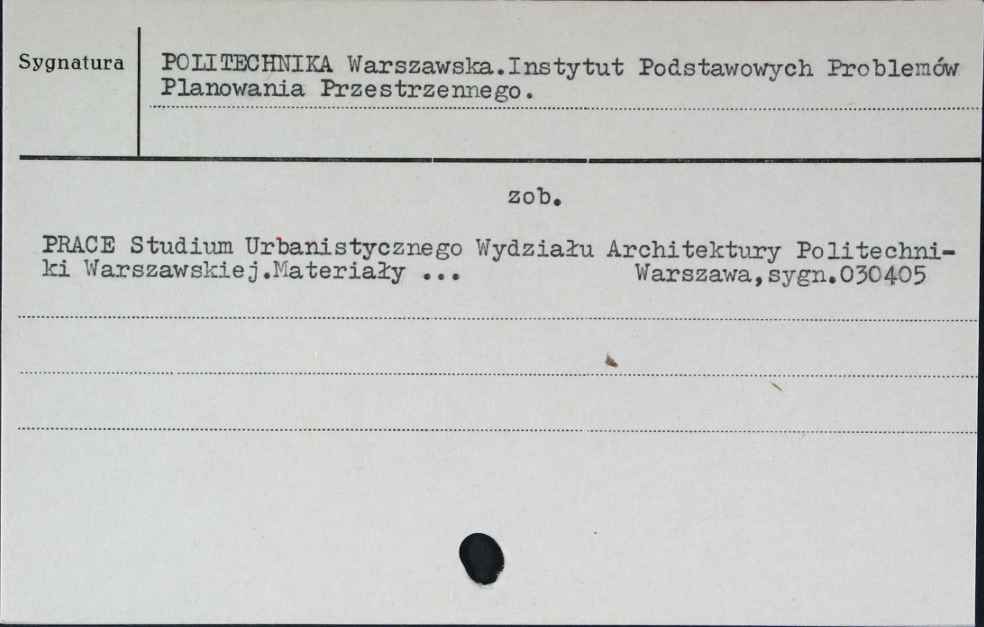 Sygnatura
POLITECHNIKA Warszawska.Instytut Podstawowych Problemów
Planowania Przestrzennego.
zob.
PRACE Studium Urbanistycznego Wydziału Architektury Politechni-
ki Warszawskiej.Materiały ... Warszawa,sygn.030405